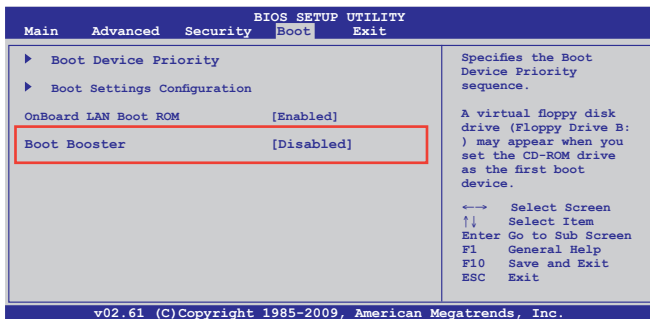 BIOS SETUP UTILITY
Main Advanced Security Boot Exit
Boot Device Priority
Boot Settings Configuration
OnBoard LAN Boot ROM [Enabled]
Boot Booster [Disabled]
Specifies the Boot
Device Priority
sequence.
A virtual floppy disk
drive (Floppy Drive B:
) may appear when you
set the CD-ROM drive
as the first boot
device.
←→ Select Screen
↑↓ Select Item
Enter Go to Sub Screen
F1 General Help
F10 Save and Exit
ESC Exit
v02.61 (C)Copyright 1985-2009, American Megatrends, Inc.